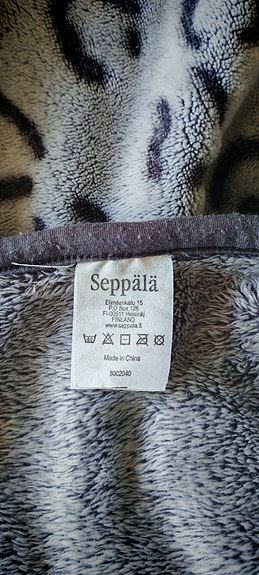 Seppälä
Elimäenkatu 15
P.O Box 126
FI-00511 Helsinki
FINLAND
www.seppala.fi
Made in China
8002040